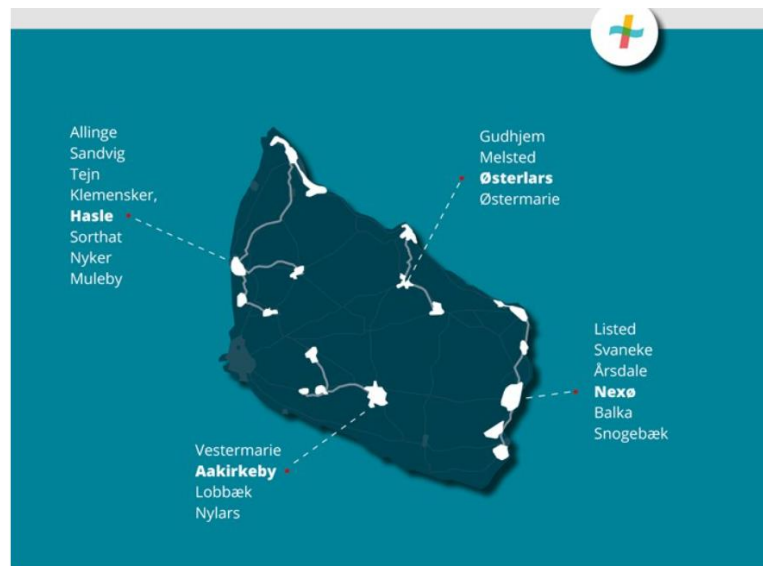 Allinge
Sandvig
Tejn
Klemensker,
Hasle
Sorthat
Nyker
Muleby
Gudhjem
Melsted
Østerlars
Østermarie
Listed
Svaneke
Årsdale
Nexø
Balka
Snogebæk
Vestermarie
Aakirkeby
Lobbæk
Nylars